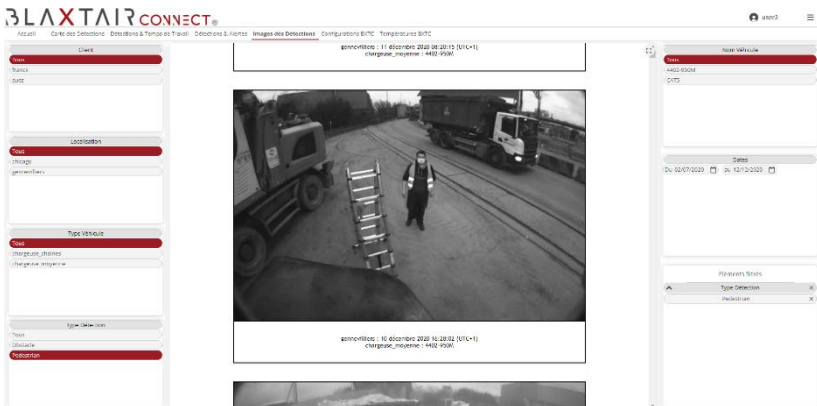 BLAXTAIR CONNECT®
user2
Accueil Carte des Détections Détections & Temps de Travail Détections & Alertes Images des Détections Configurations BXTC Températures BXTC
Client
Tous
franck
Localisation
Tous
chicago
gennevilliers
Type Véhicule
Tous
chargeuse_chaines
chargeuse_moyenne
Type Détection
Tous
Obstacle
Pedestrian
gennevilliers : 11 décembre 2020 08:20:15 (UTC+1)
chargeuse_moyenne : 4402-950M
gennevilliers : 10 décembre 2020 16:28:02 (UTC+1)
chargeuse_moyenne : 4402-950M
Nom Véhicule
Tous
4402-950M
Dates
Du 02/07/2020 au 12/12/2020
Éléments filtrés
Type Détection X
Pedestrian X